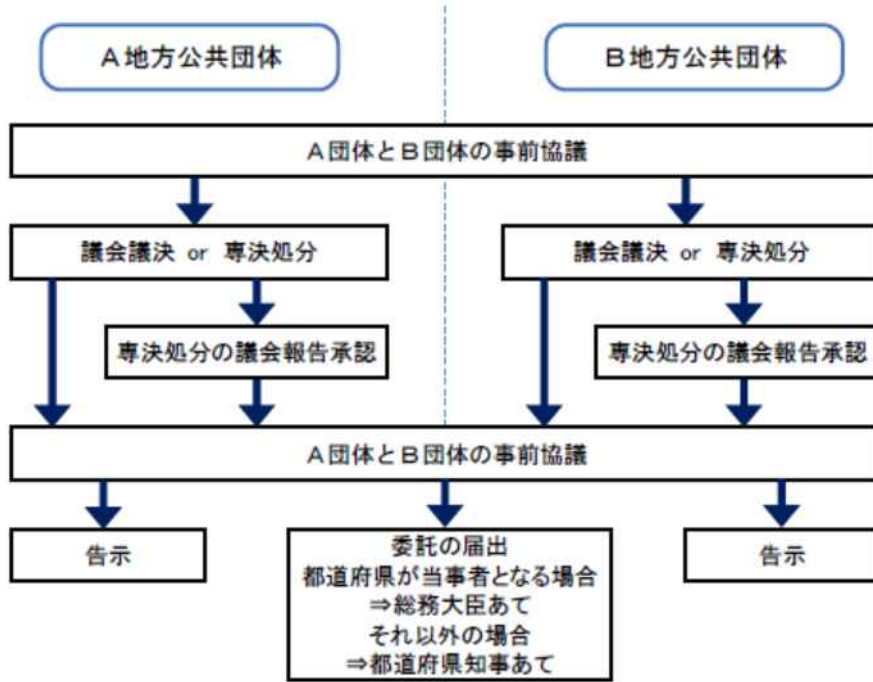 A地方公共団体
B地方公共団体
A団体とB団体の事前協議
議会議決 or 専決処分
議会議決 or 専決処分
専決処分の議会報告承認
専決処分の議会報告承認
A団体とB団体の事前協議
告示
委託の届出
都道府県が当事者となる場合
⇒総務大臣あて
それ以外の場合
⇒都道府県知事あて
告示